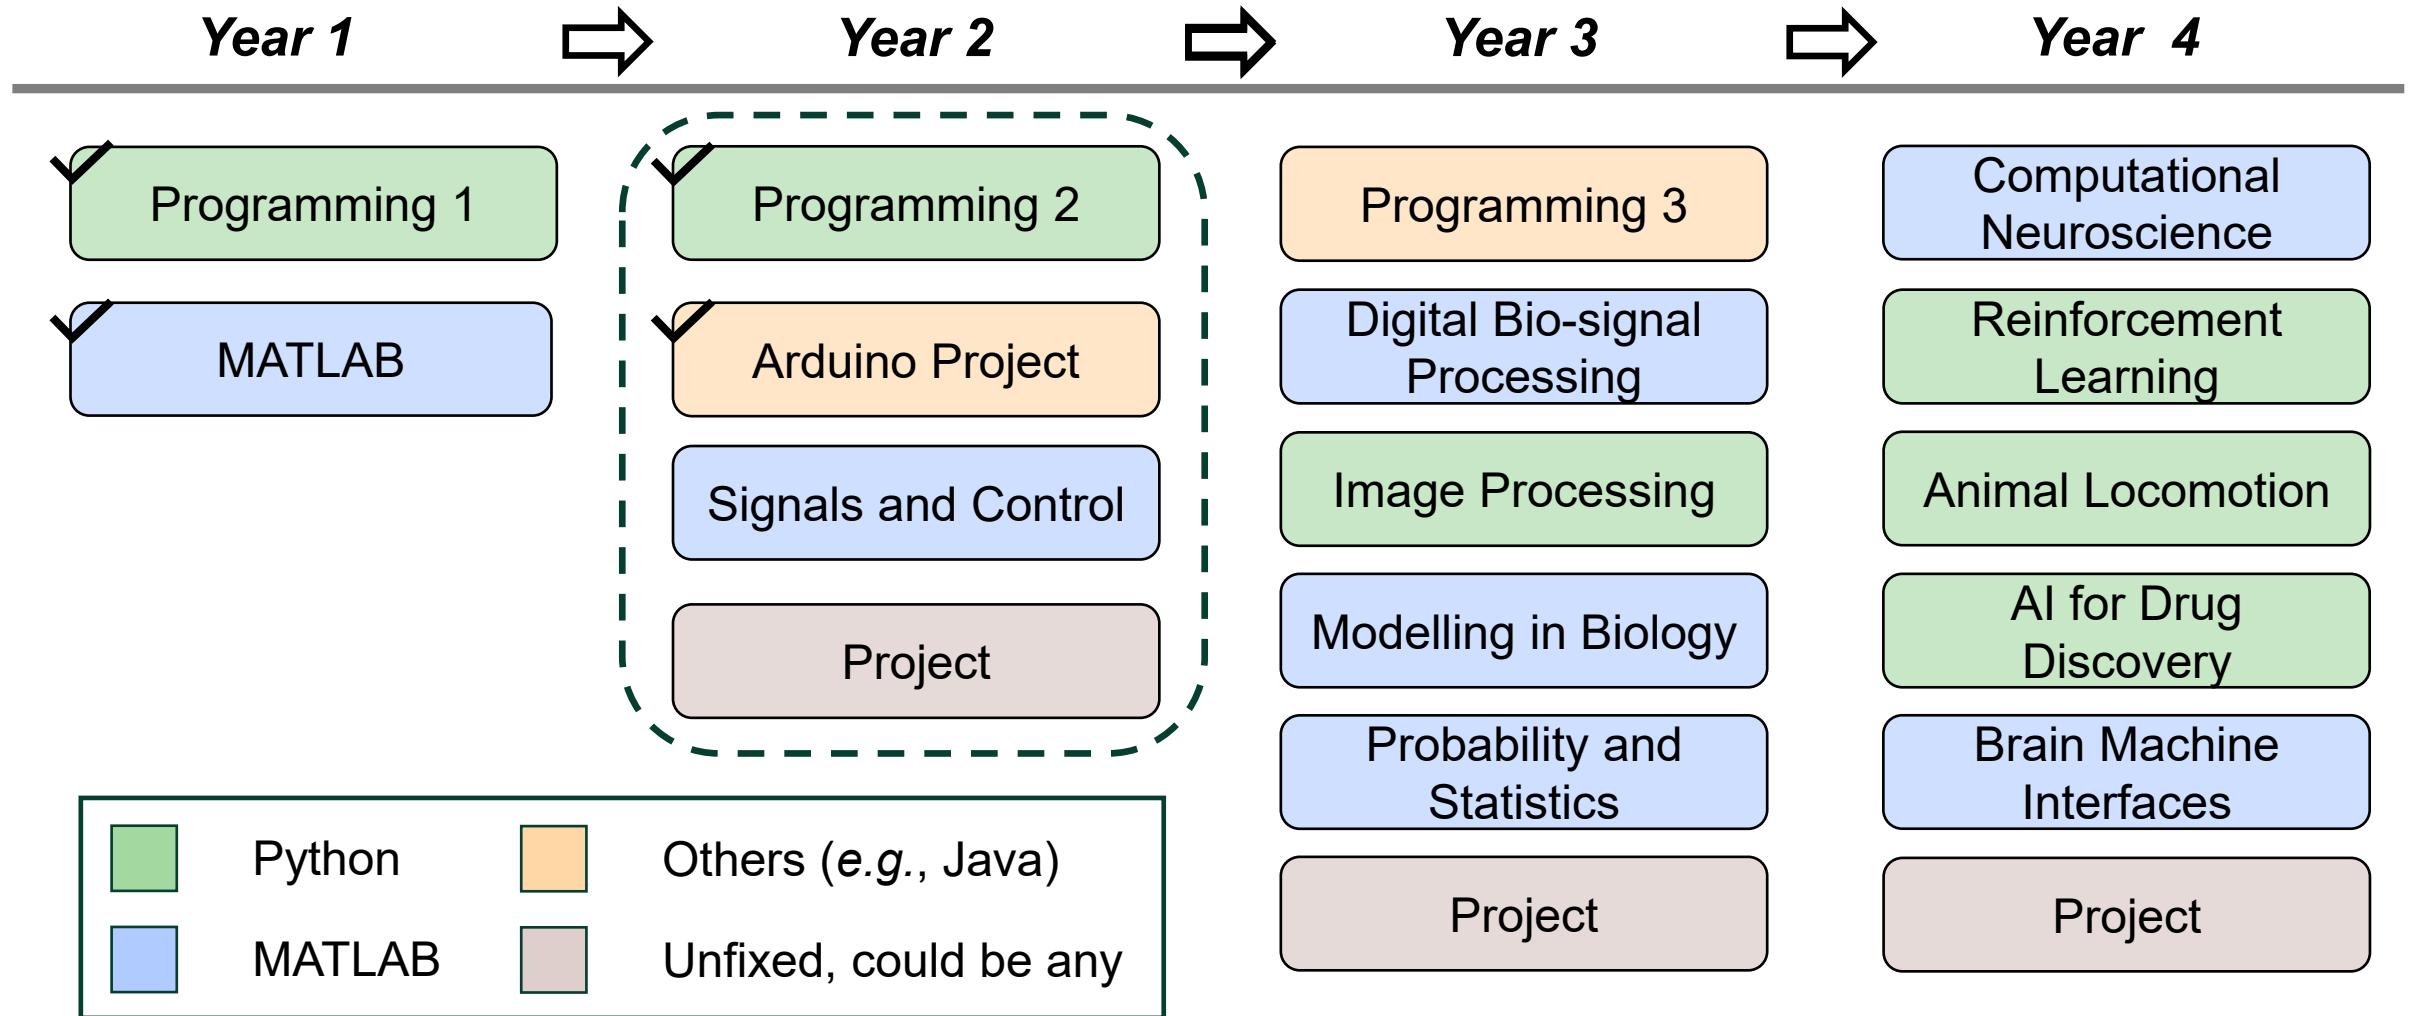 Year 1
Year 2
Year 3
Year 4
Programming 1
MATLAB
Programming 2
Arduino Project
Signals and Control
Project
Programming 3
Digital Bio-signal
Processing
Image Processing
Modelling in Biology
Probability and
Statistics
Project
Computational
Neuroscience
Reinforcement
Learning
Animal Locomotion
AI for Drug
Discovery
Brain Machine
Interfaces
Project
Python
Others (e.g., Java)
MATLAB
Unfixed, could be any